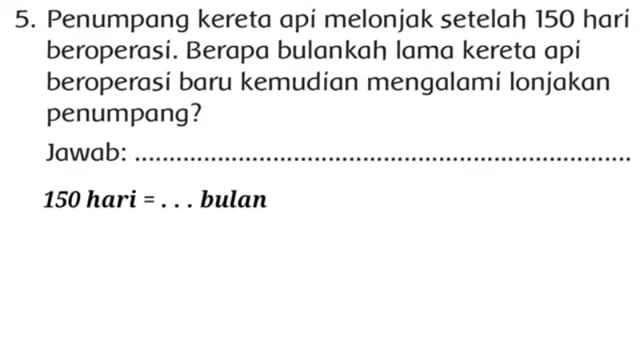 5. Penumpang kereta api melonjak setelah 150 hari
beroperasi. Berapa bulankah lama kereta api
beroperasi baru kemudian mengalami lonjakan
penumpang?
Jawab: ........................................................................
150 hari = . . . bulan